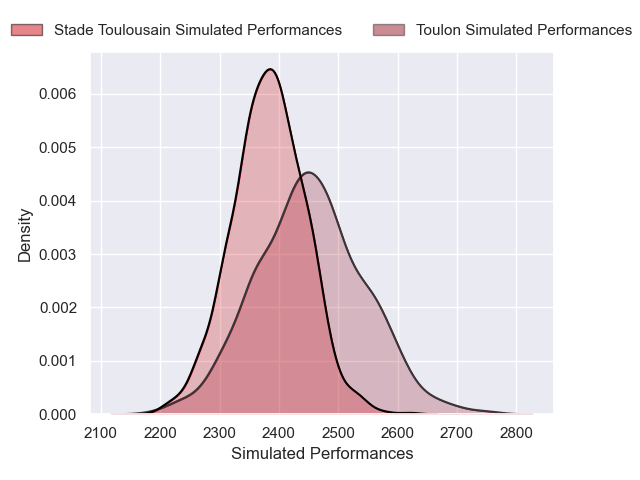 Stade Toulousain Simulated Performances Toulon Simulated Performances
0.006
0.005
0.004
0.003
0.002
0.001
0.000
Density
2100 2200 2300 2400 2500 2600 2700 2800
Simulated Performances